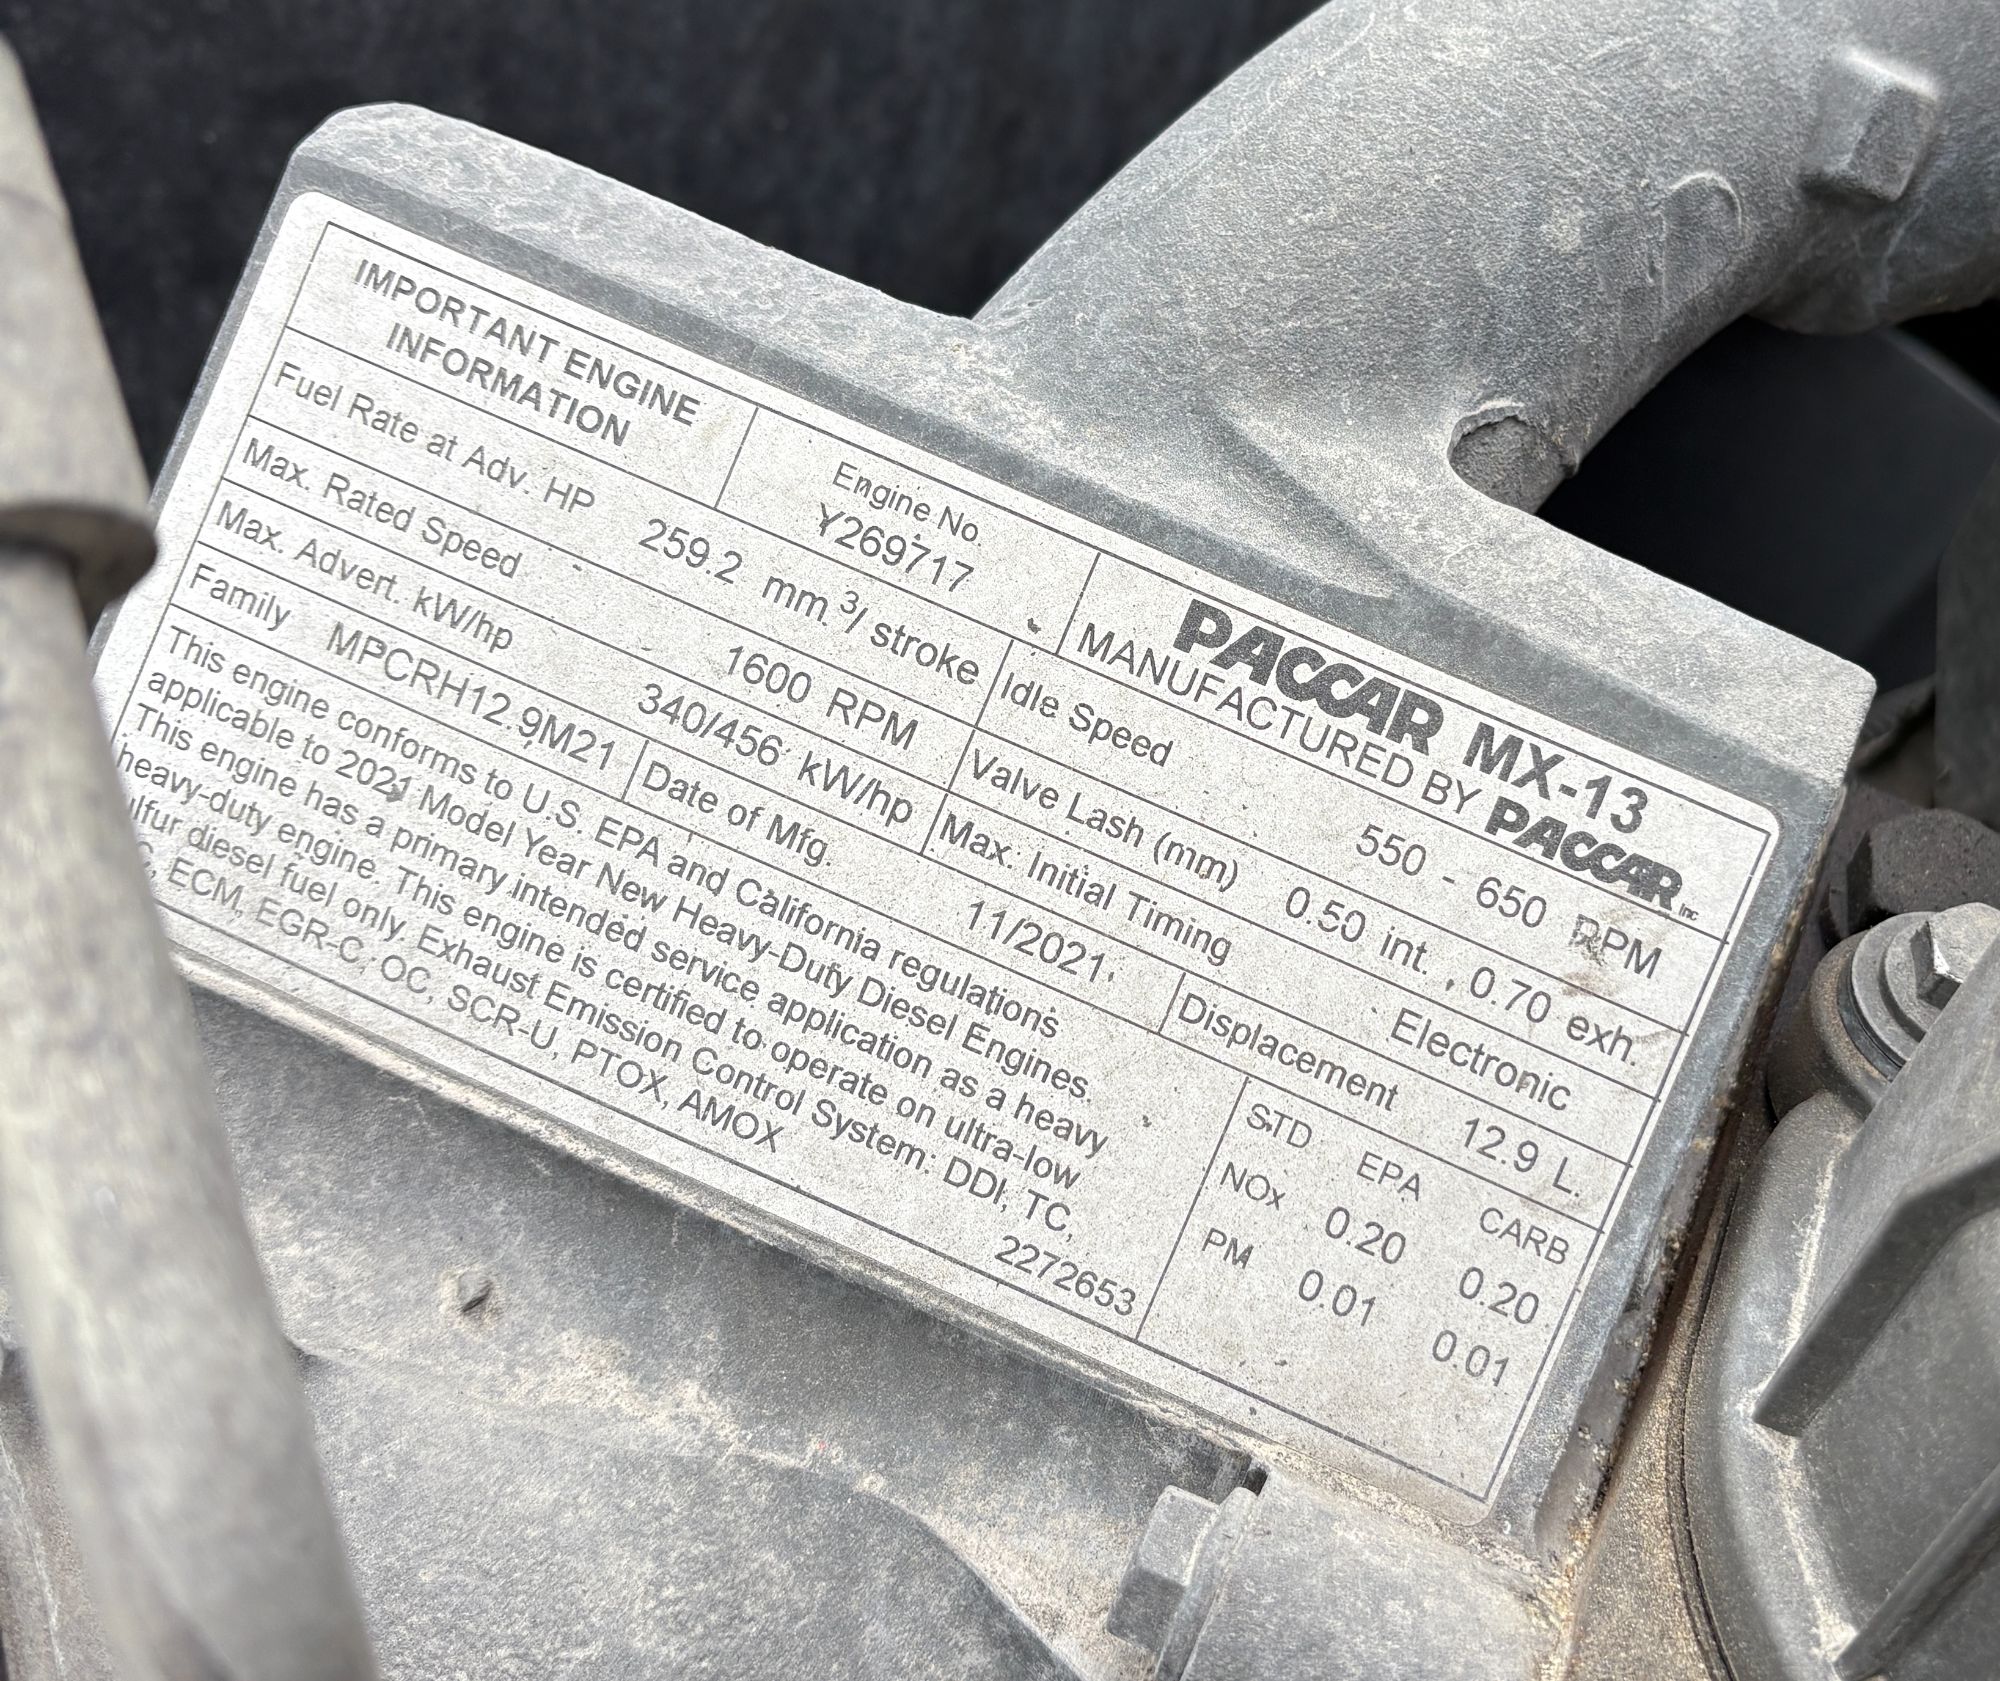 IMPORTANT ENGINE
INFORMATION
Engine No.
Y269717
PACCAR MX-13
MANUFACTURED BY PACCAR Inc
Fuel Rate at Adv. HP 259.2 mm³/ stroke
Idle Speed 550 - 650 RPM
Max. Rated Speed 1600 RPM
Valve Lash (mm) 0.50 int. , 0.70 exh.
Max. Advert. kW/hp 340/456 kW/hp
Max. Initial Timing Electronic
Family MPCRH12.9M21
Date of Mfg. 11/2021
Displacement 12.9 L.
This engine conforms to U.S. EPA and California regulations
applicable to 2021 Model Year New Heavy-Duty Diesel Engines.
This engine has a primary intended service application as a heavy
heavy-duty engine. This engine is certified to operate on ultra-low
diesel fuel only. Exhaust Emission Control System: DDI, TC,
ECM, EGR-C, OC, SCR-U, PTOX, AMOX
2272653
STD EPA CARB
NOx 0.20 0.20
PM 0.01 0.01